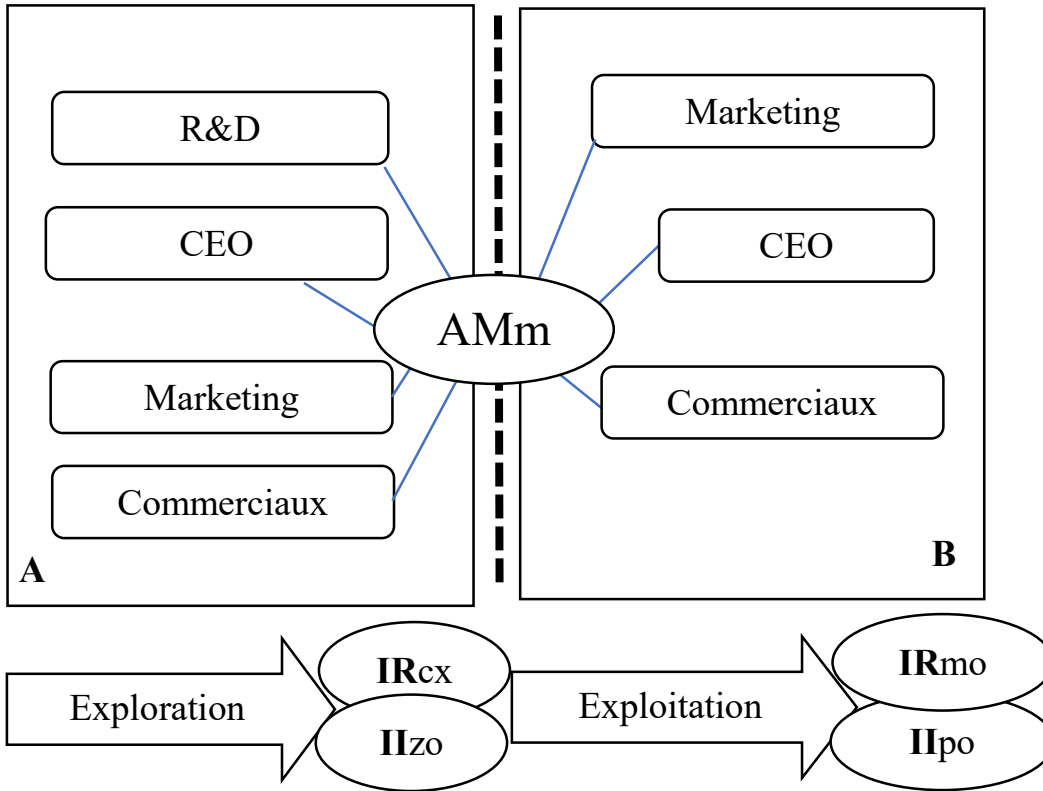 R&D
CEO
Marketing
Commerciaux
A
AMm
Marketing
CEO
Commerciaux
B
Exploration
IRcx
IIzo
Exploitation
IRmo
IIpo